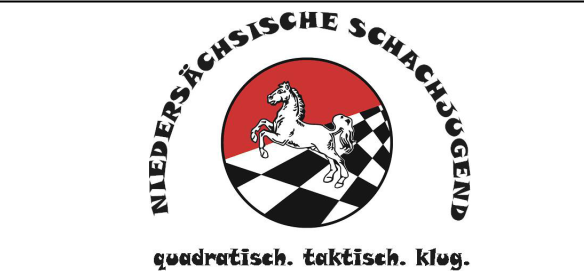 NIEDERSÄCHSISCHE SCHACHJUGEND
quadratisch. taktisch. klug.